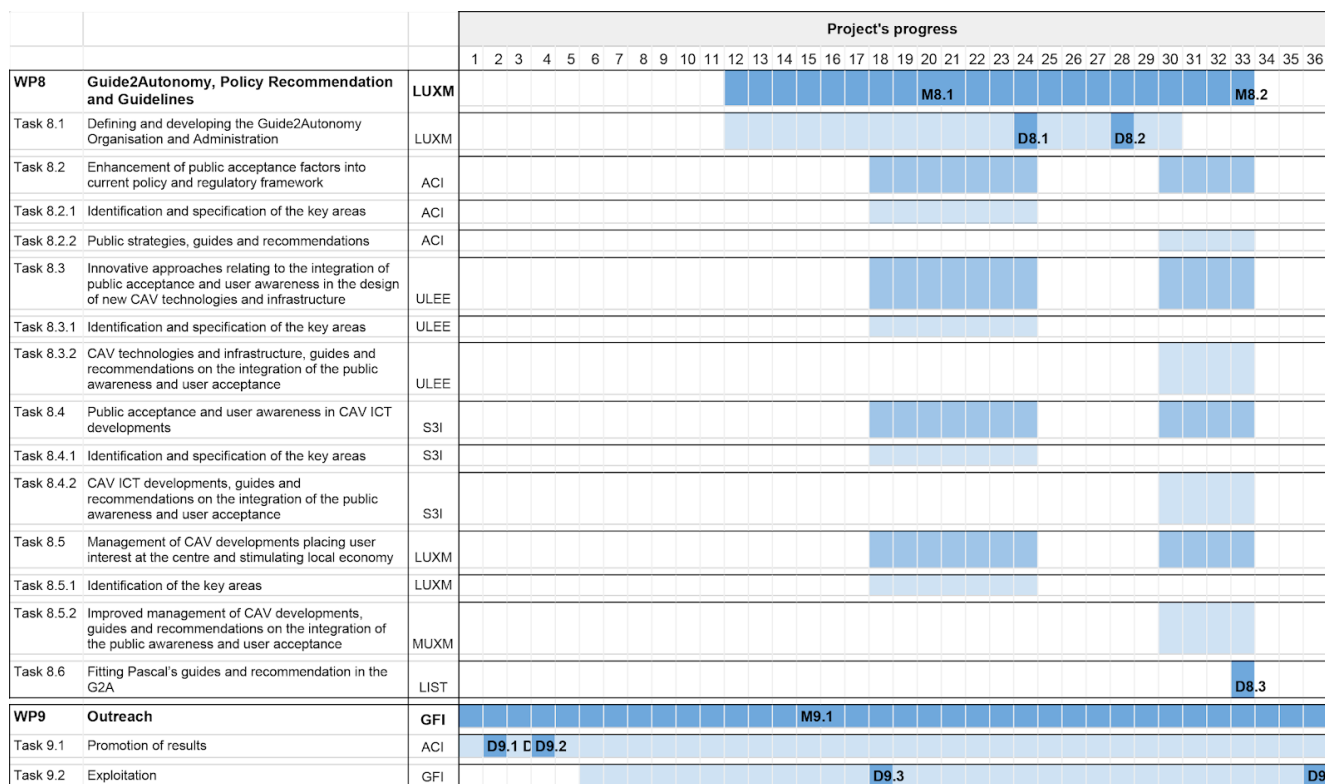 Project's progress
1 2 3 4 5 6 7 8 9 10 11 12 13 14 15 16 17 18 19 20 21 22 23 24 25 26 27 28 29 30 31 32 33 34 35 36
WP8 Guide2Autonomy, Policy Recommendation
and Guidelines LUXM M8.1 M8.2
Task 8.1 Defining and developing the Guide2Autonomy
Organisation and Administration LUXM D8.1 D8.2
Task 8.2 Enhancement of public acceptance factors into
current policy and regulatory framework ACI
Task 8.2.1 Identification and specification of the key areas ACI
Task 8.2.2 Public strategies, guides and recommendations ACI
Task 8.3 Innovative approaches relating to the integration of
public acceptance and user awareness in the design
of new CAV technologies and infrastructure ULEE
Task 8.3.1 Identification and specification of the key areas ULEE
Task 8.3.2 CAV technologies and infrastructure, guides and
recommendations on the integration of the public
awareness and user acceptance ULEE
Task 8.4 Public acceptance and user awareness in CAV ICT
developments S3I
Task 8.4.1 Identification and specification of the key areas S3I
Task 8.4.2 CAV ICT developments, guides and
recommendations on the integration of the public
awareness and user acceptance S3I
Task 8.5 Management of CAV developments placing user
interest at the centre and stimulating local economy LUXM
Task 8.5.1 Identification of the key areas LUXM
Task 8.5.2 Improved management of CAV developments,
guides and recommendations on the integration of
the public awareness and user acceptance MUXM
Task 8.6 Fitting Pascal's guides and recommendation in the
G2A LIST D8.3
WP9 Outreach GFI M9.1
Task 9.1 Promotion of results ACI D9.1 D D9.2
Task 9.2 Exploitation GFI D9.3 D9